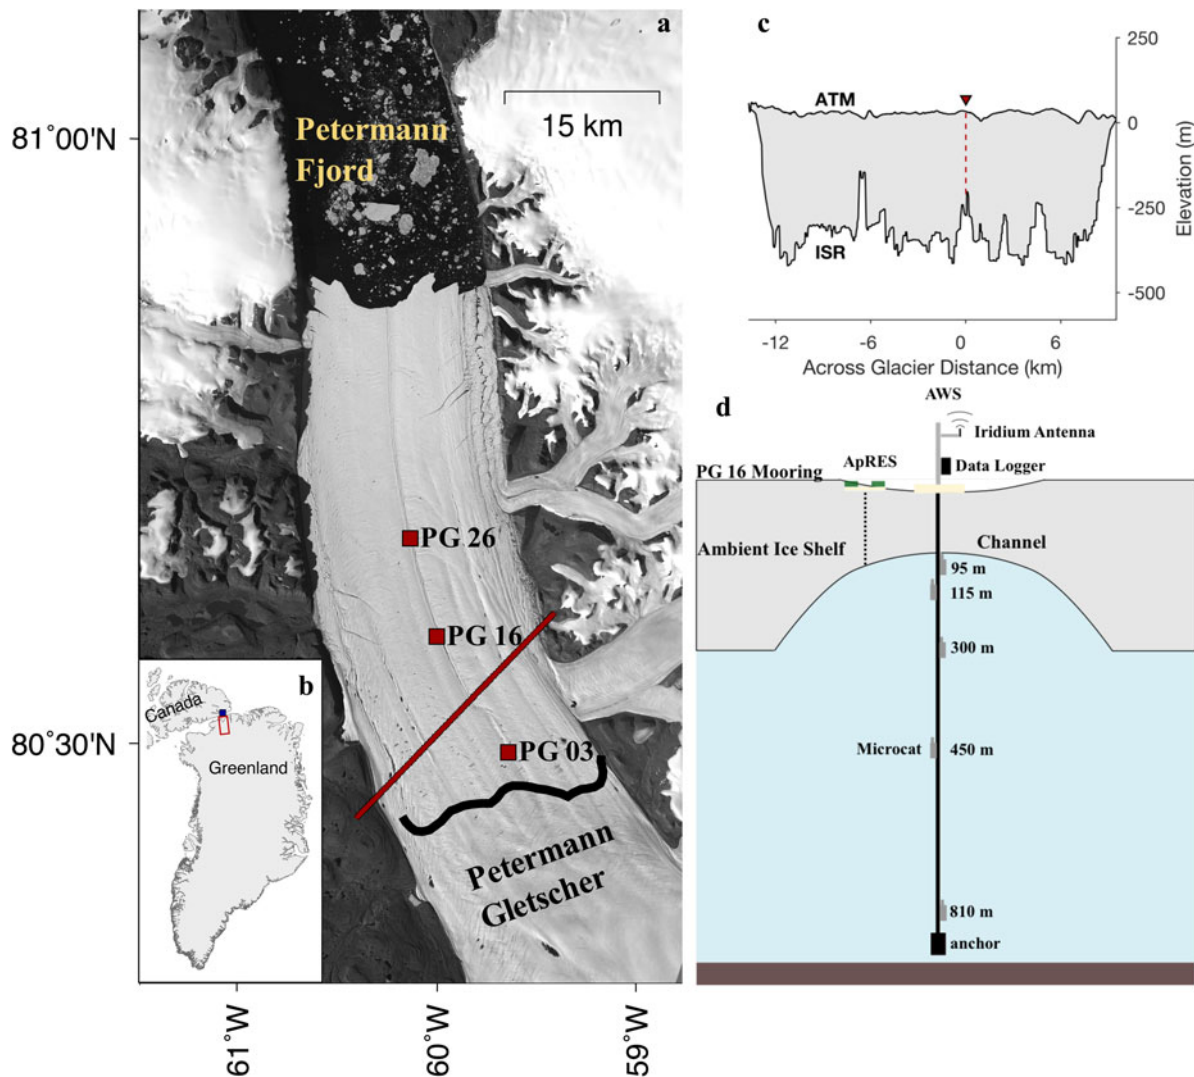 a
Petermann
Fjord
15 km
81°00'N
PG 26
PG 16
PG 03
80°30'N
Petermann
Gletscher
61°W
60°W
59°W
b
Canada
Greenland
c
ATM
ISR
250
0
-250
-500
Elevation (m)
-12
-6
0
6
Across Glacier Distance (km)
d
AWS
Iridium Antenna
Data Logger
PG 16 Mooring
ApRES
Ambient Ice Shelf
Channel
95 m
115 m
300 m
Microcat
450 m
810 m
anchor